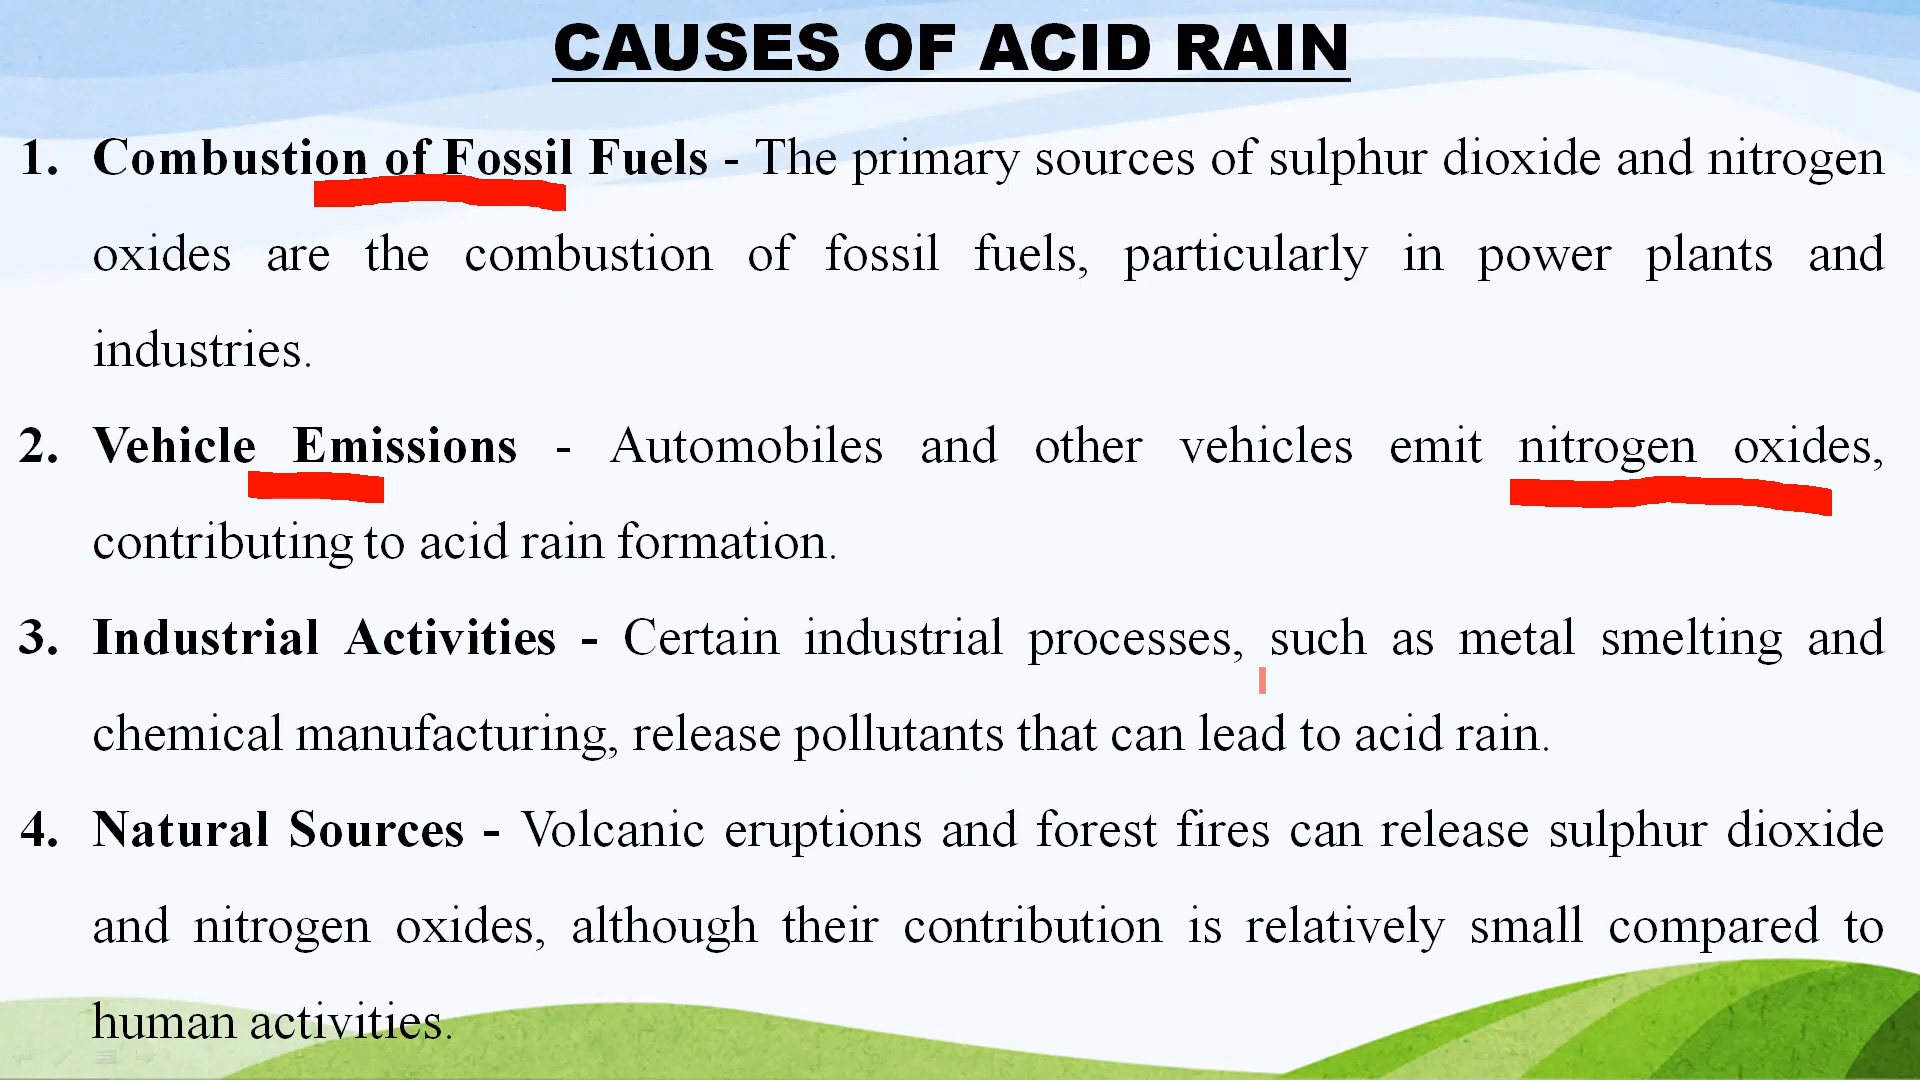 CAUSES OF ACID RAIN
1. Combustion of Fossil Fuels - The primary sources of sulphur dioxide and nitrogen
oxides are the combustion of fossil fuels, particularly in power plants and
industries.
2. Vehicle Emissions - Automobiles and other vehicles emit nitrogen oxides,
contributing to acid rain formation.
3. Industrial Activities - Certain industrial processes, such as metal smelting and
chemical manufacturing, release pollutants that can lead to acid rain.
4. Natural Sources - Volcanic eruptions and forest fires can release sulphur dioxide
and nitrogen oxides, although their contribution is relatively small compared to
human activities.